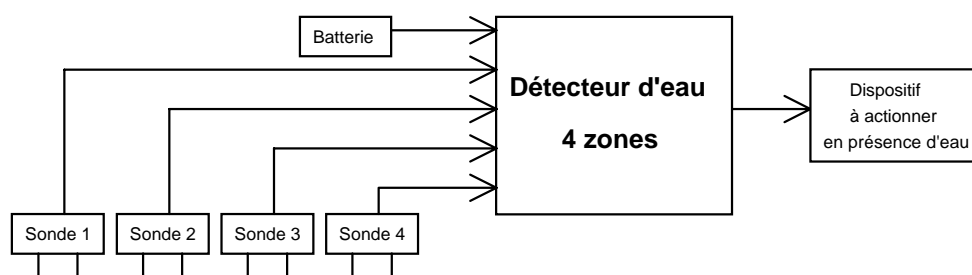 Batterie
Détecteur d'eau
4 zones
Dispositif
à actionner
en présence d'eau
Sonde 1
Sonde 2
Sonde 3
Sonde 4